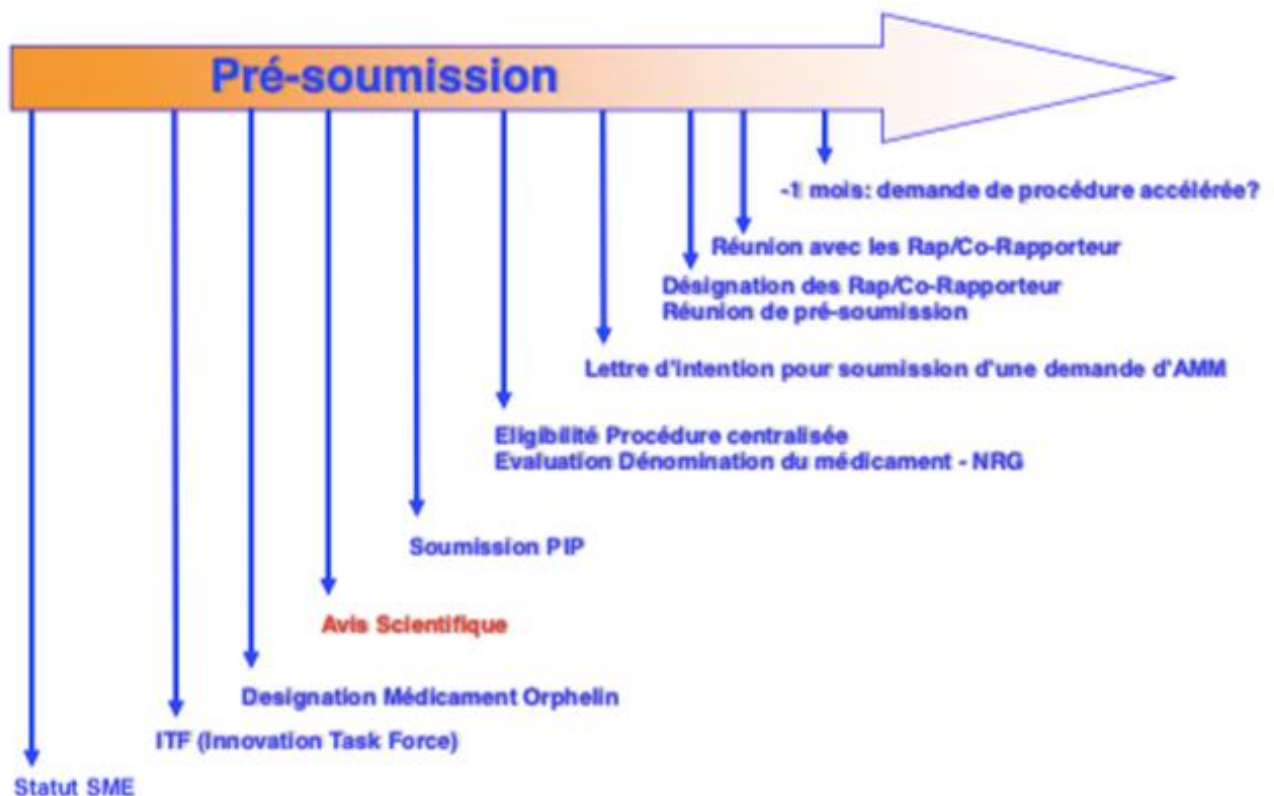 Pré-soumission
-1 mois: demande de procédure accélérée?
Réunion avec les Rap/Co-Rapporteur
Désignation des Rap/Co-Rapporteur
Réunion de pré-soumission
Lettre d'intention pour soumission d'une demande d'AMM
Eligibilité Procédure centralisée
Evaluation Dénomination du médicament - NRG
Soumission PIP
Avis Scientifique
Designation Médicament Orphelin
ITF (Innovation Task Force)
Statut SME